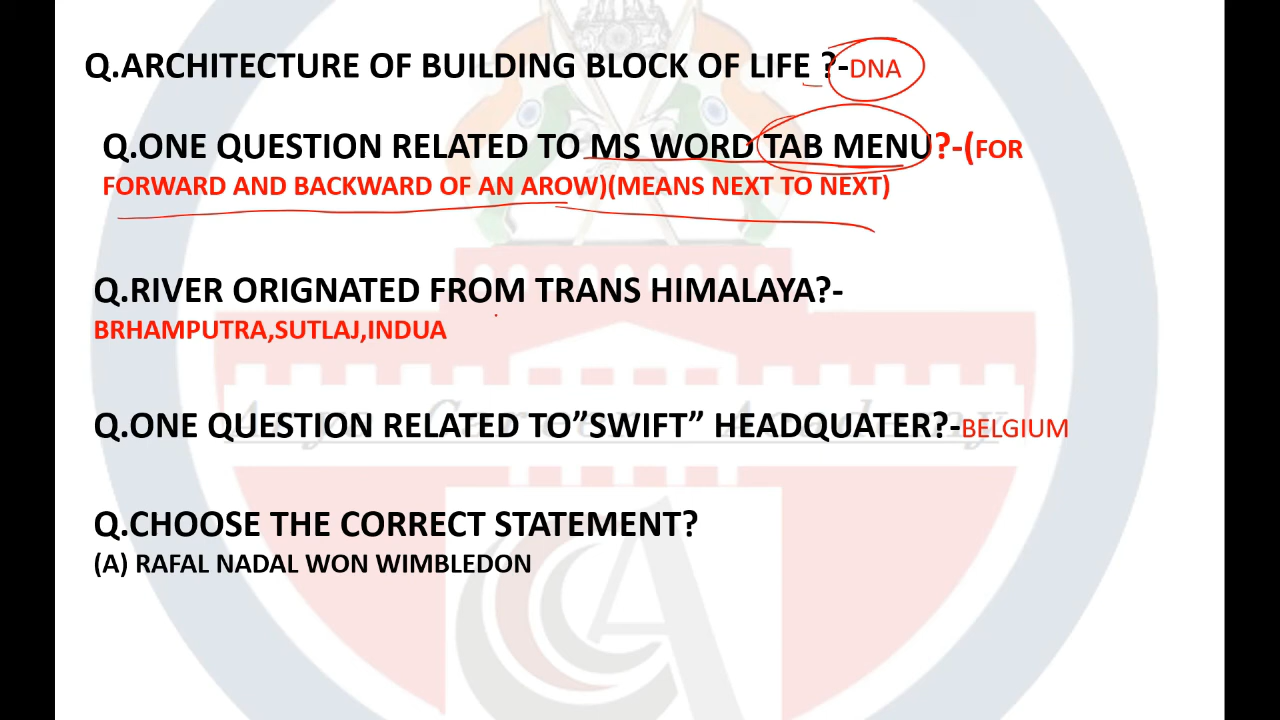 Q.ARCHITECTURE OF BUILDING BLOCK OF LIFE ?-DNA
Q.ONE QUESTION RELATED TO MS WORD TAB MENU?-(FOR
FORWARD AND BACKWARD OF AN AROW)(MEANS NEXT TO NEXT)
Q.RIVER ORIGNATED FROM TRANS HIMALAYA?-
BRHAMPUTRA,SUTLAJ,INDUA
Q.ONE QUESTION RELATED TO”SWIFT” HEADQUATER?-BELGIUM
Q.CHOOSE THE CORRECT STATEMENT?
(A) RAFAL NADAL WON WIMBLEDON